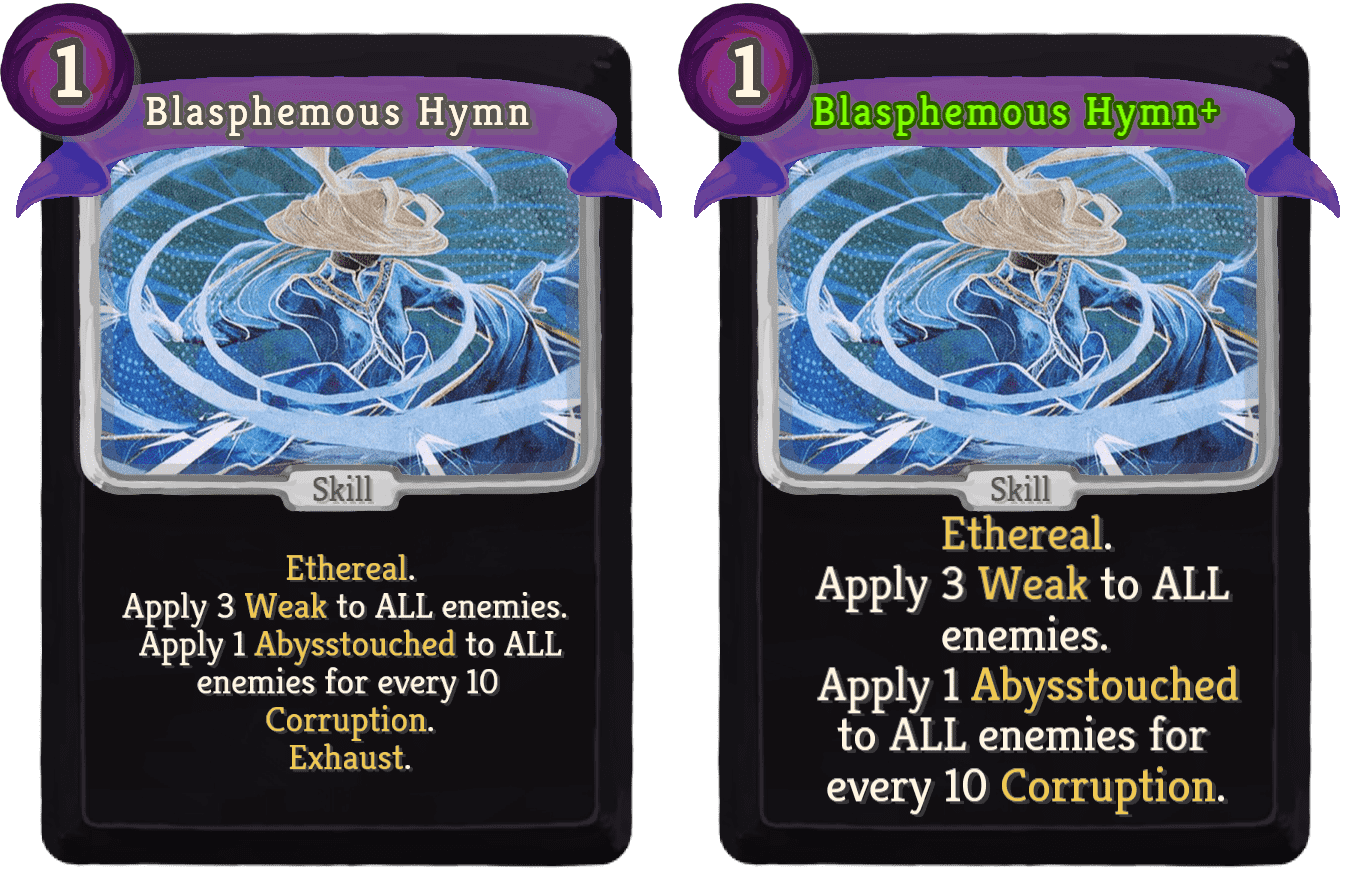 1
Blasphemous Hymn
Skill
Ethereal.
Apply 3 Weak to ALL enemies.
Apply 1 Abysstouched to ALL
enemies for every 10
Corruption.
Exhaust.
1
Blasphemous Hymn+
Skill
Ethereal.
Apply 3 Weak to ALL
enemies.
Apply 1 Abysstouched
to ALL enemies for
every 10 Corruption.